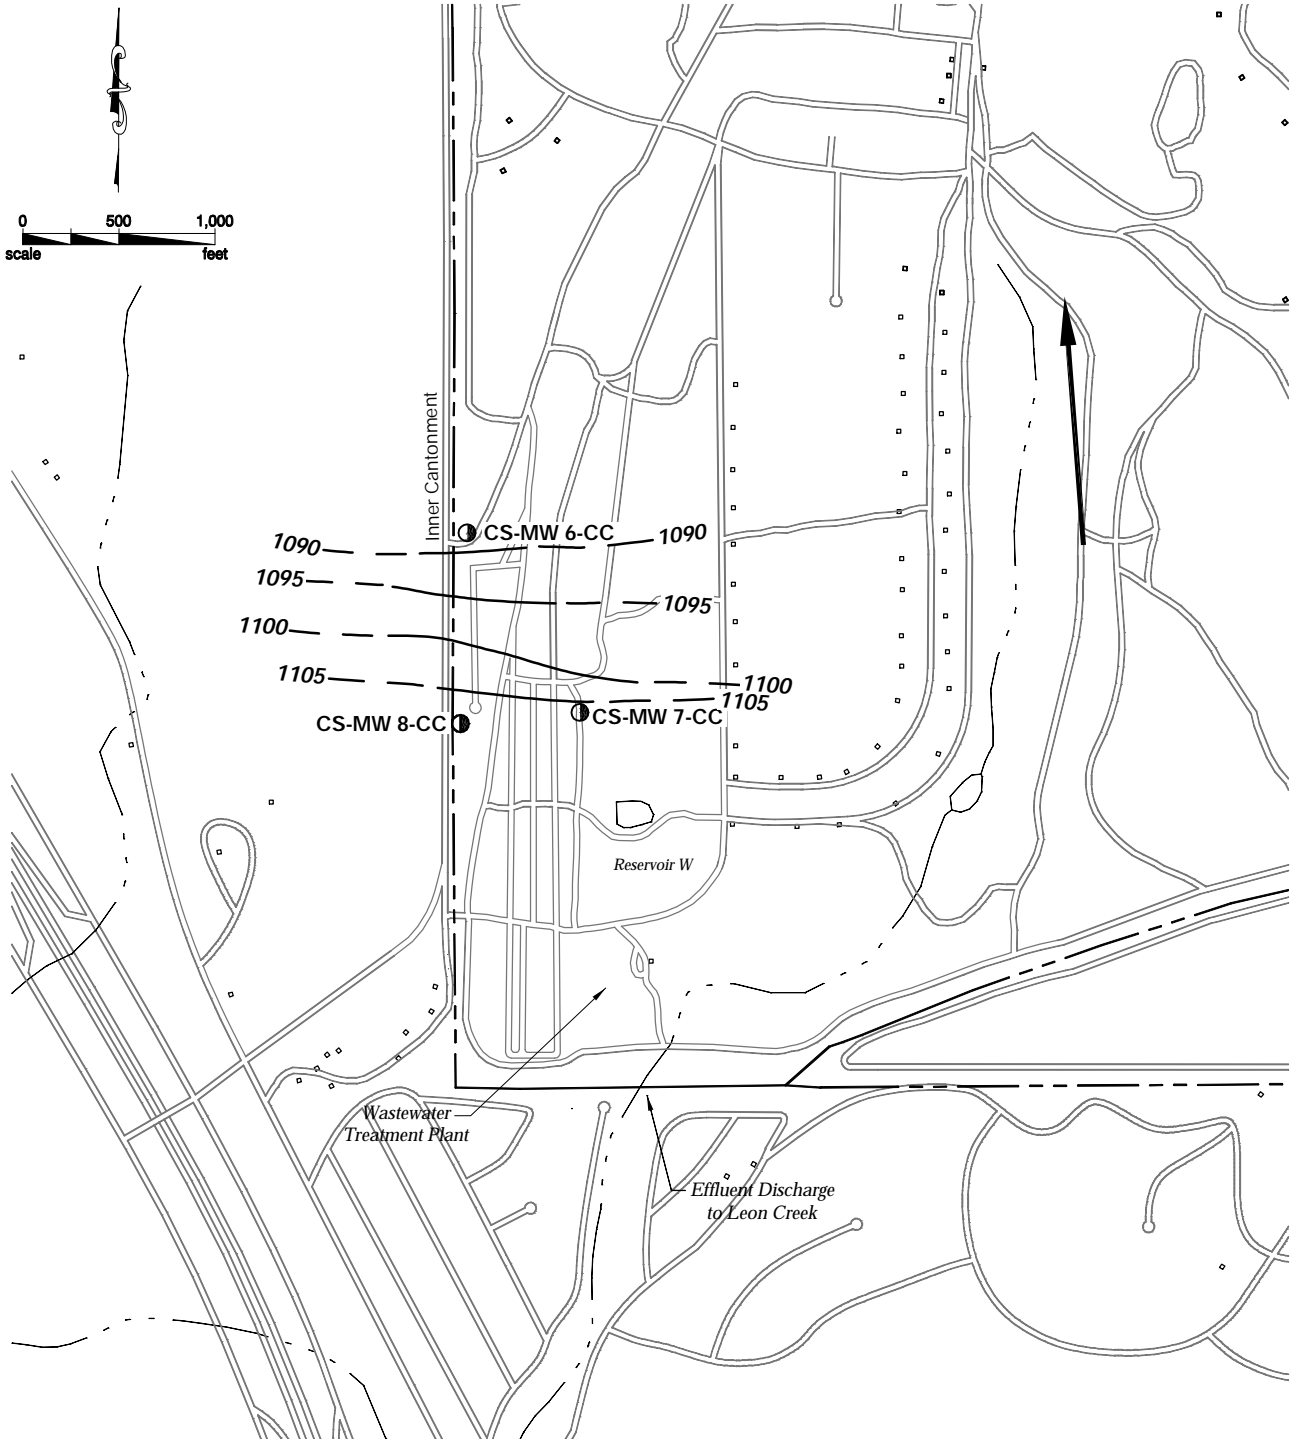 0 500 1,000
scale feet
Inner Cantonment
CS-MW 6-CC
1090 1090
1095 1095
1100 1100
1105 1105
CS-MW 8-CC
CS-MW 7-CC
Reservoir W
Wastewater
Treatment Plant
Effluent Discharge
to Leon Creek